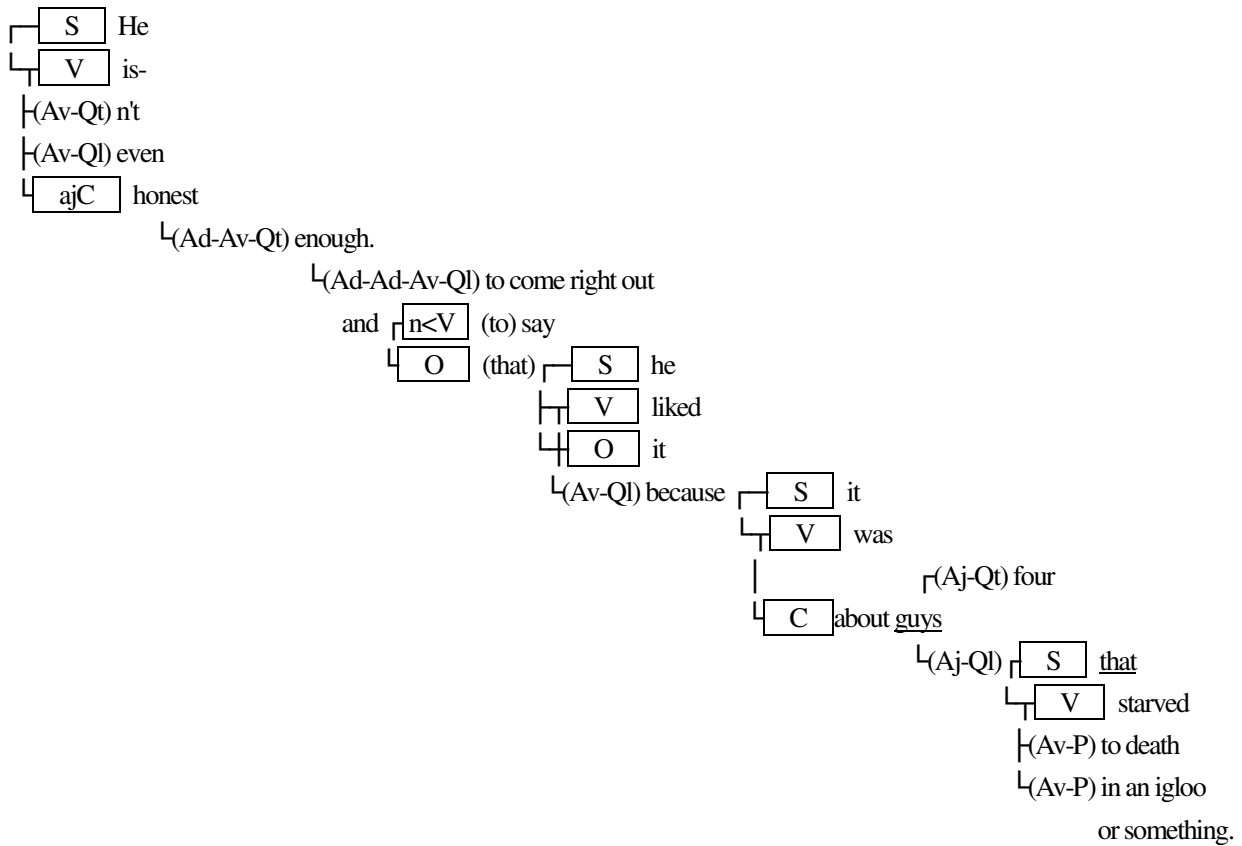 S He
V is-
(Av-Qt) n't
(Av-Ql) even
ajC honest
(Ad-Av-Qt) enough.
(Ad-Ad-Av-Ql) to come right out
and n<V (to) say
O (that) S he
V liked
O it
(Av-Ql) because S it
V was
(Aj-Qt) four
C about guys
(Aj-Ql) S that
V starved
(Av-P) to death
(Av-P) in an igloo
or something.